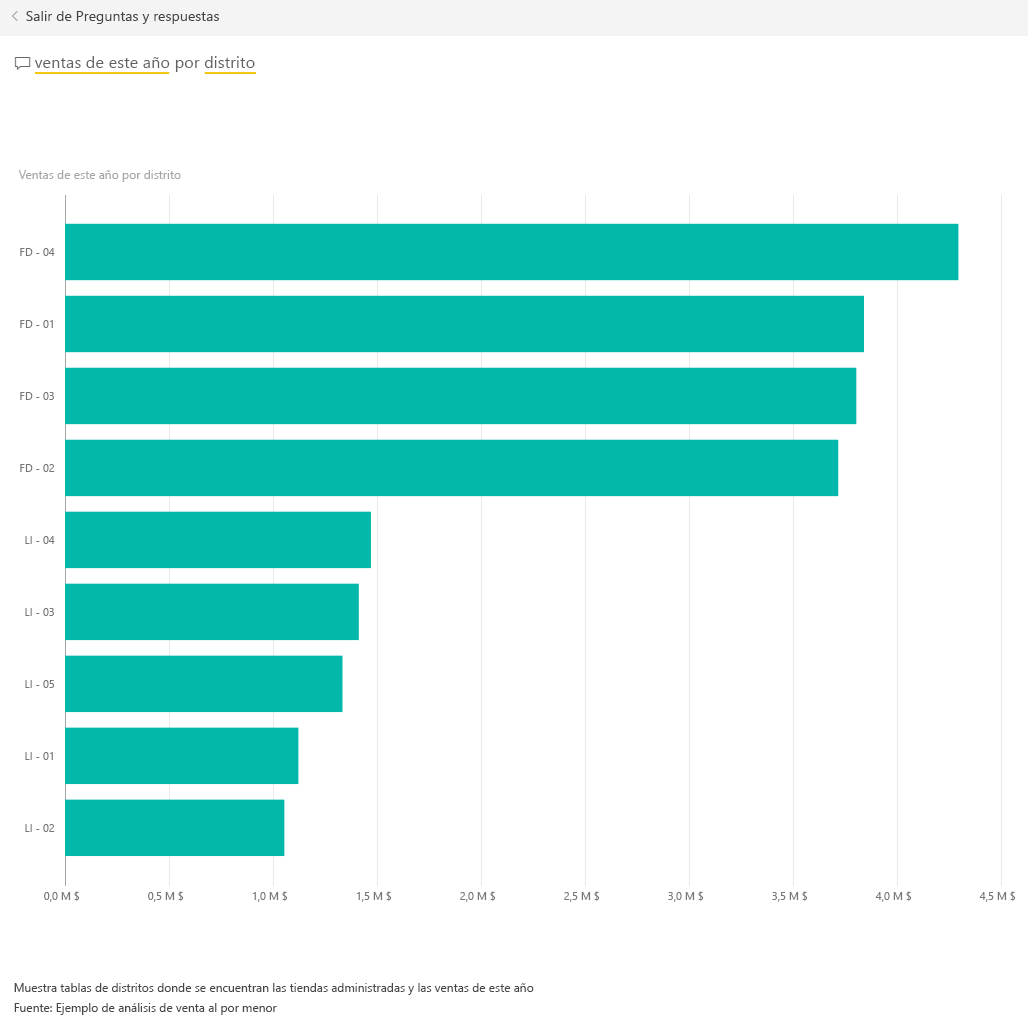 Salir de Preguntas y respuestas
ventas de este año por distrito
Ventas de este año por distrito
FD - 04
FD - 01
FD - 03
FD - 02
LI - 04
LI - 03
LI - 05
LI - 01
LI - 02
0,0 M $ 0,5 M $ 1,0 M $ 1,5 M $ 2,0 M $ 2,5 M $ 3,0 M $ 3,5 M $ 4,0 M $ 4,5 M $
Muestra tablas de distritos donde se encuentran las tiendas administradas y las ventas de este año
Fuente: Ejemplo de análisis de venta al por menor